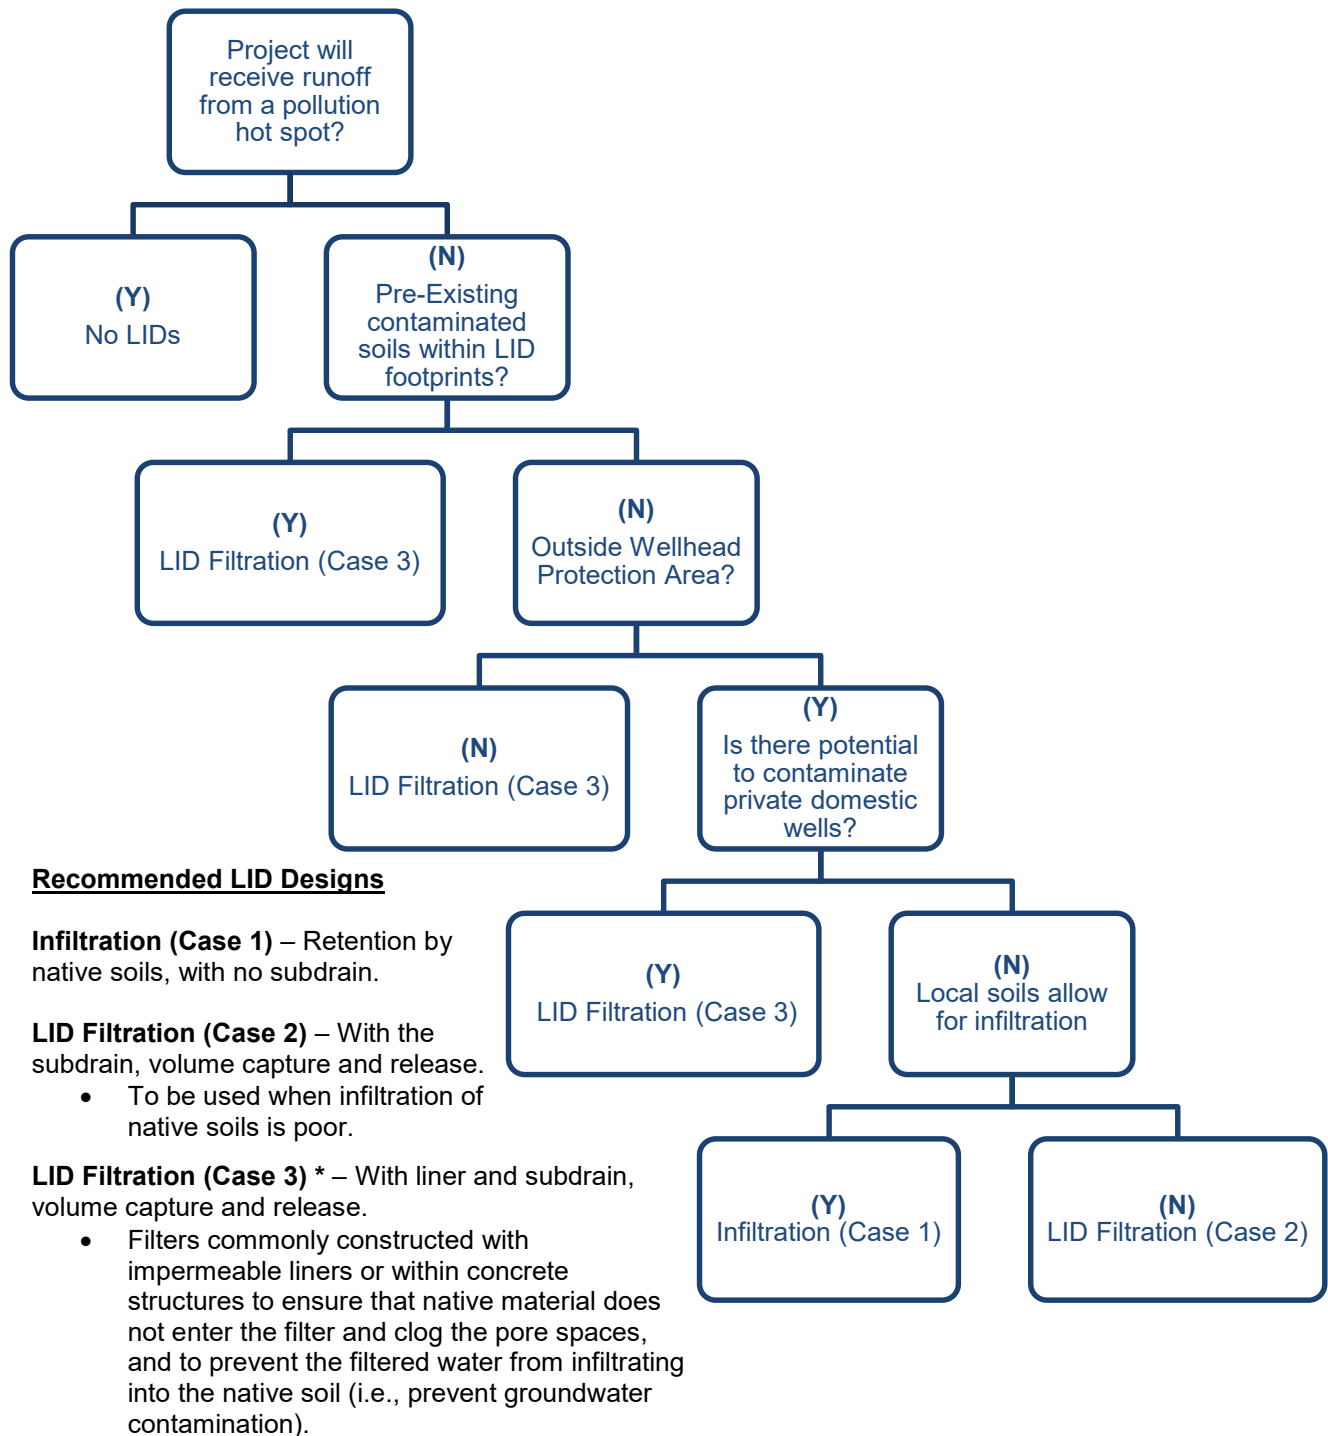 Project will
receive runoff
from a pollution
hot spot?
(Y)
No LIDs
(N)
Pre-Existing
contaminated
soils within LID
footprints?
(Y)
LID Filtration (Case 3)
(N)
Outside Wellhead
Protection Area?
(N)
LID Filtration (Case 3)
(Y)
Is there potential
to contaminate
private domestic
wells?
(Y)
LID Filtration (Case 3)
(N)
Local soils allow
for infiltration
(Y)
Infiltration (Case 1)
(N)
LID Filtration (Case 2)
Recommended LID Designs
Infiltration (Case 1) – Retention by
native soils, with no subdrain.
LID Filtration (Case 2) – With the
subdrain, volume capture and release.
• To be used when infiltration of
native soils is poor.
LID Filtration (Case 3) * – With liner and subdrain,
volume capture and release.
• Filters commonly constructed with
impermeable liners or within concrete
structures to ensure that native material does
not enter the filter and clog the pore spaces,
and to prevent the filtered water from infiltrating
into the native soil (i.e., prevent groundwater
contamination).